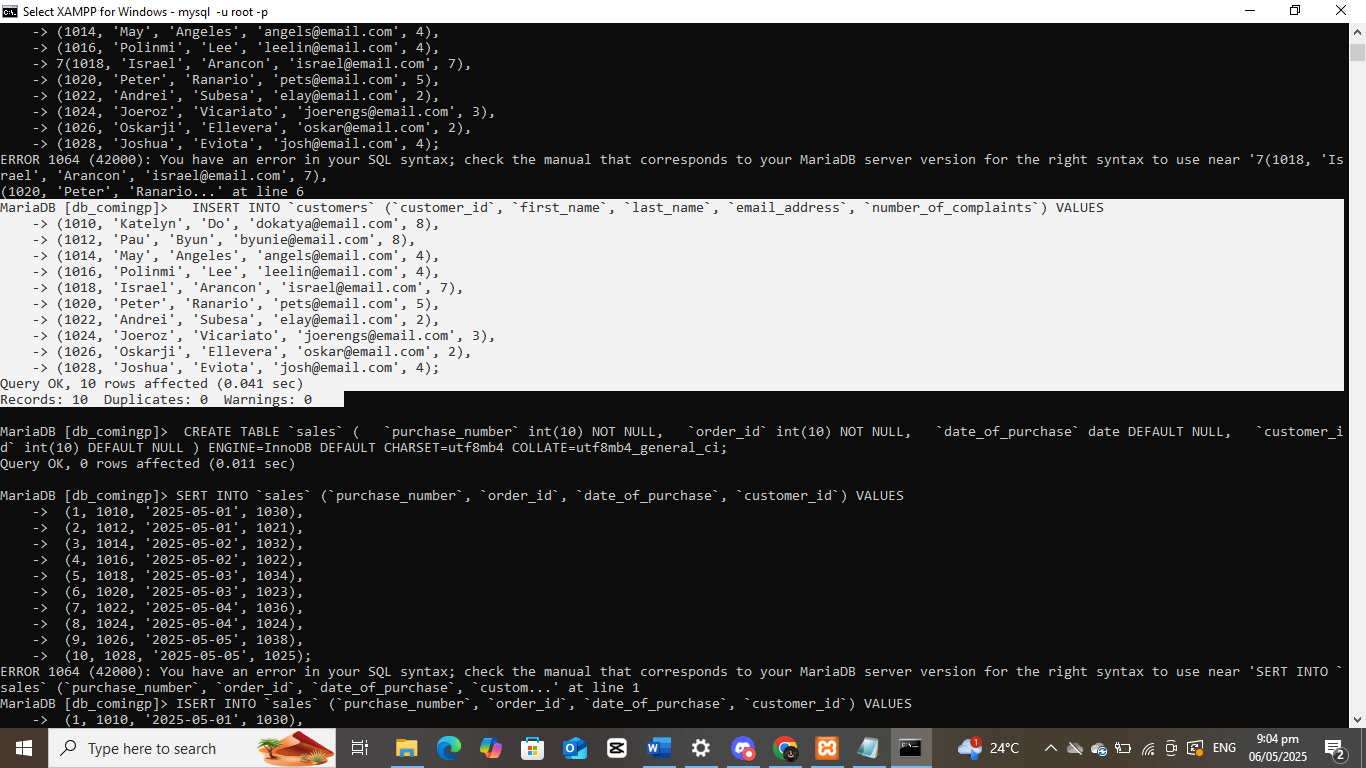 Select XAMPP for Windows - mysql  -u root -p
    -> (1014, 'May', 'Angeles', 'angels@email.com', 4),
    -> (1016, 'Polinmi', 'Lee', 'leelin@email.com', 4),
    -> 7(1018, 'Israel', 'Arancon', 'israel@email.com', 7),
    -> (1020, 'Peter', 'Ranario', 'pets@email.com', 5),
    -> (1022, 'Andrei', 'Subesa', 'elay@email.com', 2),
    -> (1024, 'Joeroz', 'Vicariato', 'joerengs@email.com', 3),
    -> (1026, 'Oskarji', 'Ellevera', 'oskar@email.com', 2),
    -> (1028, 'Joshua', 'Eviota', 'josh@email.com', 4);
ERROR 1064 (42000): You have an error in your SQL syntax; check the manual that corresponds to your MariaDB server version for the right syntax to use near '7(1018, 'Is
rael', 'Arancon', 'israel@email.com', 7),
(1020, 'Peter', 'Ranario...' at line 6
MariaDB [db_comingp]>   INSERT INTO `customers` (`customer_id`, `first_name`, `last_name`, `email_address`, `number_of_complaints`) VALUES
    -> (1010, 'Katelyn', 'Do', 'dokatya@email.com', 8),
    -> (1012, 'Pau', 'Byun', 'byunie@email.com', 8),
    -> (1014, 'May', 'Angeles', 'angels@email.com', 4),
    -> (1016, 'Polinmi', 'Lee', 'leelin@email.com', 4),
    -> (1018, 'Israel', 'Arancon', 'israel@email.com', 7),
    -> (1020, 'Peter', 'Ranario', 'pets@email.com', 5),
    -> (1022, 'Andrei', 'Subesa', 'elay@email.com', 2),
    -> (1024, 'Joeroz', 'Vicariato', 'joerengs@email.com', 3),
    -> (1026, 'Oskarji', 'Ellevera', 'oskar@email.com', 2),
    -> (1028, 'Joshua', 'Eviota', 'josh@email.com', 4);
Query OK, 10 rows affected (0.041 sec)
Records: 10  Duplicates: 0  Warnings: 0
MariaDB [db_comingp]>  CREATE TABLE `sales` (   `purchase_number` int(10) NOT NULL,   `order_id` int(10) NOT NULL,   `date_of_purchase` date DEFAULT NULL,   `customer_i
d` int(10) DEFAULT NULL ) ENGINE=InnoDB DEFAULT CHARSET=utf8mb4 COLLATE=utf8mb4_general_ci;
Query OK, 0 rows affected (0.011 sec)
MariaDB [db_comingp]> SERT INTO `sales` (`purchase_number`, `order_id`, `date_of_purchase`, `customer_id`) VALUES
    ->  (1, 1010, '2025-05-01', 1030),
    ->  (2, 1012, '2025-05-01', 1021),
    ->  (3, 1014, '2025-05-02', 1032),
    ->  (4, 1016, '2025-05-02', 1022),
    ->  (5, 1018, '2025-05-03', 1034),
    ->  (6, 1020, '2025-05-03', 1023),
    ->  (7, 1022, '2025-05-04', 1036),
    ->  (8, 1024, '2025-05-04', 1024),
    ->  (9, 1026, '2025-05-05', 1038),
    ->  (10, 1028, '2025-05-05', 1025);
ERROR 1064 (42000): You have an error in your SQL syntax; check the manual that corresponds to your MariaDB server version for the right syntax to use near 'SERT INTO `
sales` (`purchase_number`, `order_id`, `date_of_purchase`, `custom...' at line 1
MariaDB [db_comingp]> ISERT INTO `sales` (`purchase_number`, `order_id`, `date_of_purchase`, `customer_id`) VALUES
    ->  (1, 1010, '2025-05-01', 1030),
Type here to search
1
24°C
ENG
9:04 pm
06/05/2025
2